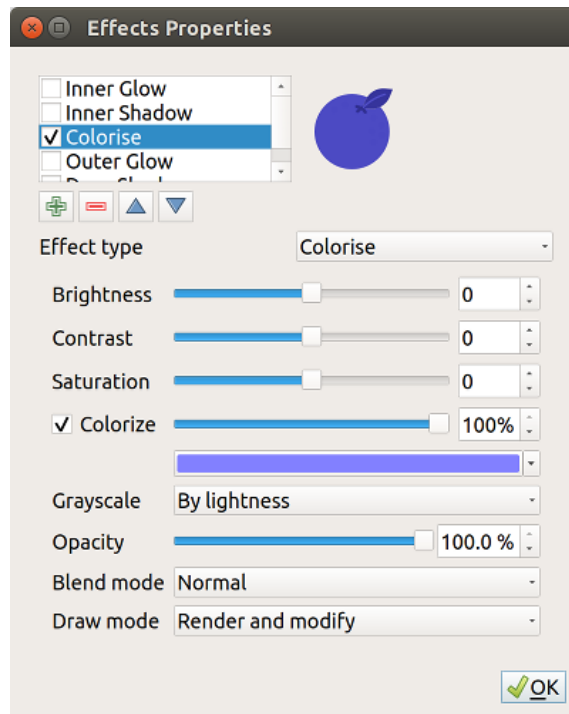 Effects Properties
Inner Glow
Inner Shadow
Colorise
Outer Glow
Effect type Colorise
Brightness 0
Contrast 0
Saturation 0
Colorize 100%
Grayscale By lightness
Opacity 100.0 %
Blend mode Normal
Draw mode Render and modify
OK